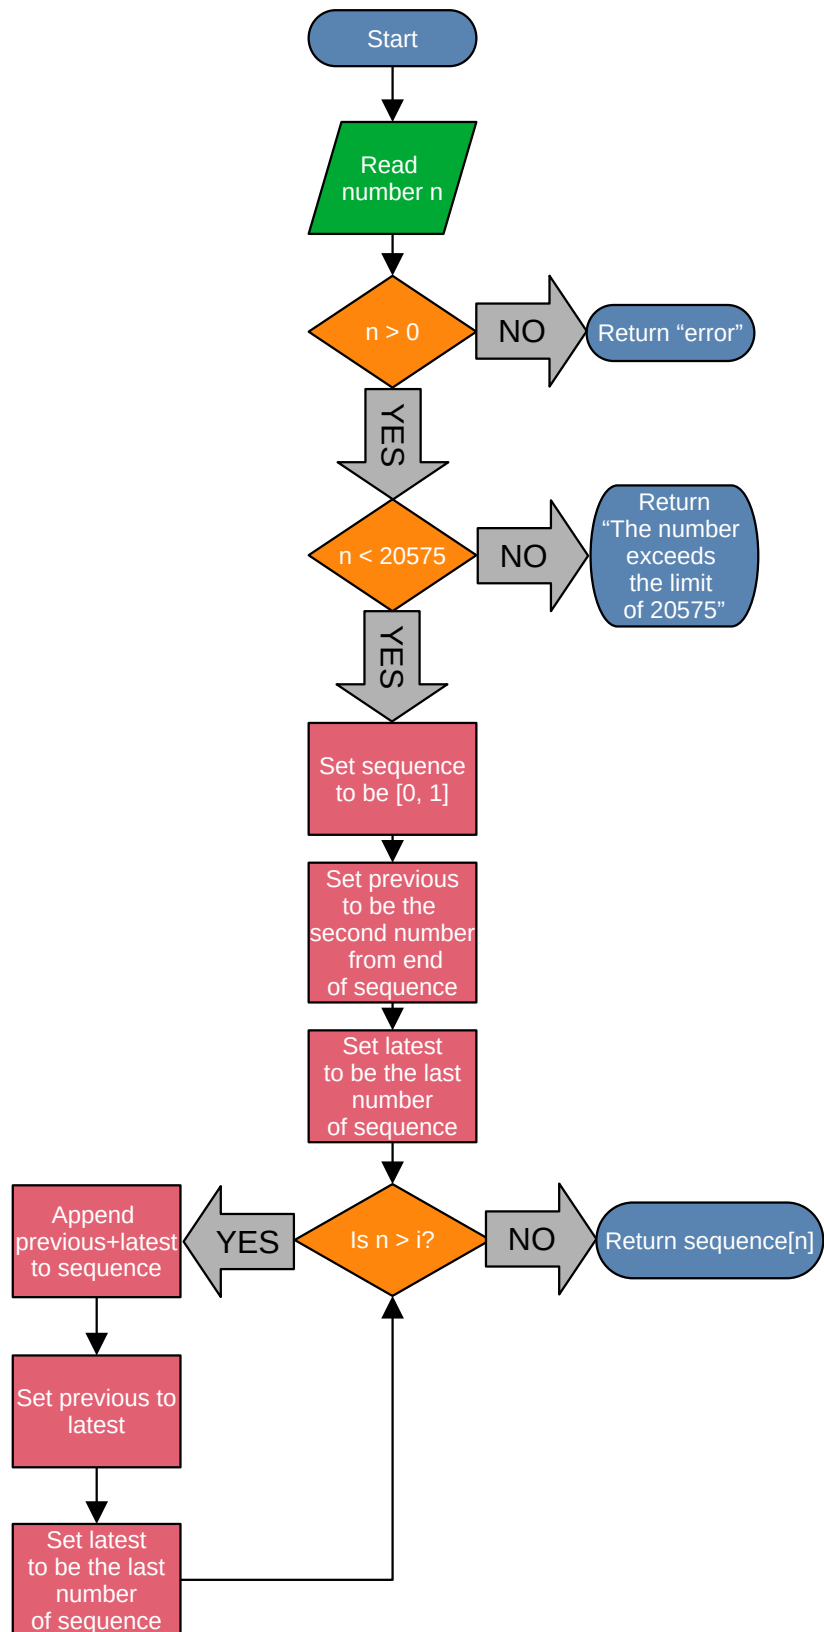 Start
Read
number n
n > 0
NO
Return “error”
YES
n < 20575
NO
Return
“The number
exceeds
the limit
of 20575”
YES
Set sequence
to be [0, 1]
Set previous
to be the
second number
from end
of sequence
Set latest
to be the last
number
of sequence
Is n > i?
NO
Return sequence[n]
YES
Append
previous+latest
to sequence
Set previous to
latest
Set latest
to be the last
number
of sequence